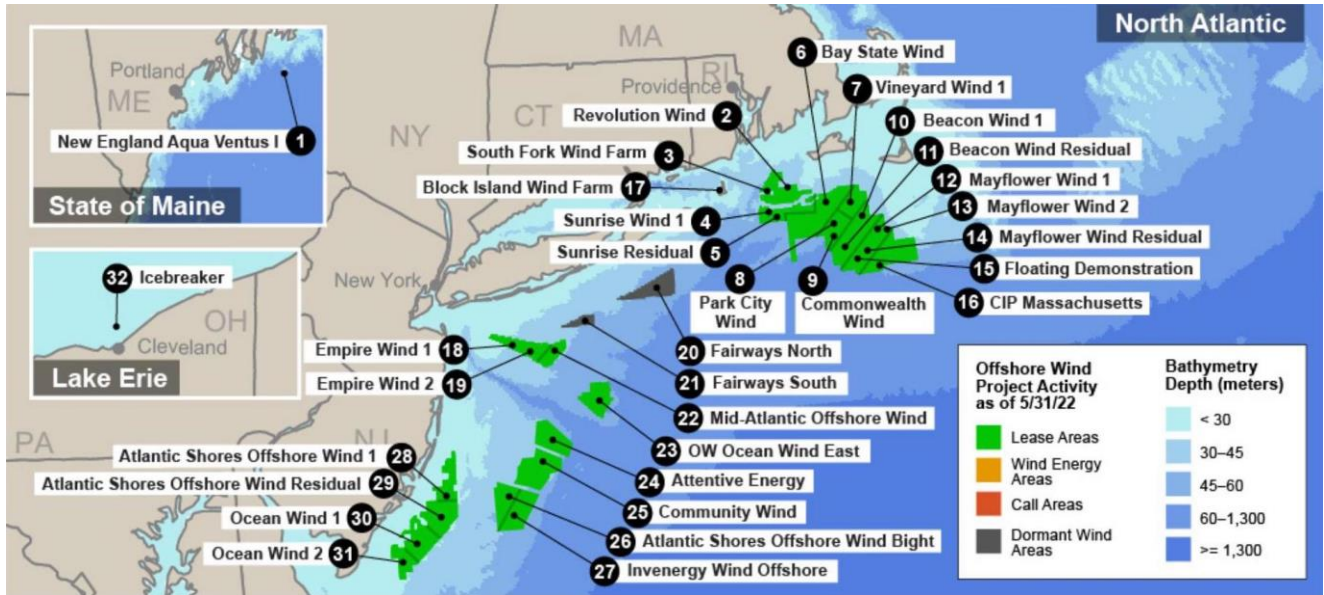 North Atlantic
Portland
ME
New England Aqua Ventus I 1
State of Maine
32 Icebreaker
OH
Cleveland
Lake Erie
MA
RI
Providence
CT
NY
New York
PA
NJ
6 Bay State Wind
7 Vineyard Wind 1
Revolution Wind 2
10 Beacon Wind 1
South Fork Wind Farm 3
11 Beacon Wind Residual
Block Island Wind Farm 17
12 Mayflower Wind 1
Sunrise Wind 1 4
13 Mayflower Wind 2
Sunrise Residual 5
14 Mayflower Wind Residual
15 Floating Demonstration
16 CIP Massachusetts
8
Park City
Wind
9
Commonwealth
Wind
Empire Wind 1 18
Empire Wind 2 19
20 Fairways North
21 Fairways South
22 Mid-Atlantic Offshore Wind
23 OW Ocean Wind East
24 Attentive Energy
25 Community Wind
26 Atlantic Shores Offshore Wind Bight
27 Invenergy Wind Offshore
Atlantic Shores Offshore Wind 1 28
Atlantic Shores Offshore Wind Residual 29
Ocean Wind 1 30
Ocean Wind 2 31
Offshore Wind
Project Activity
as of 5/31/22
Lease Areas
Wind Energy
Areas
Call Areas
Dormant Wind
Areas
Bathymetry
Depth (meters)
< 30
30–45
45–60
60–1,300
>= 1,300